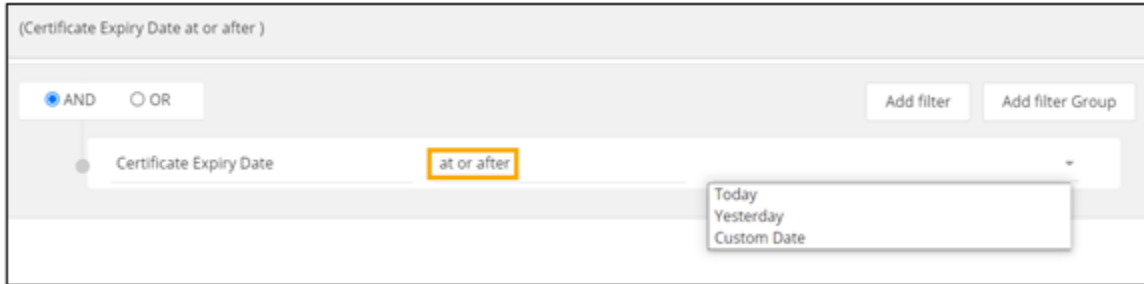 (Certificate Expiry Date at or after )
AND OR Add filter Add filter Group
Certificate Expiry Date at or after
Today
Yesterday
Custom Date